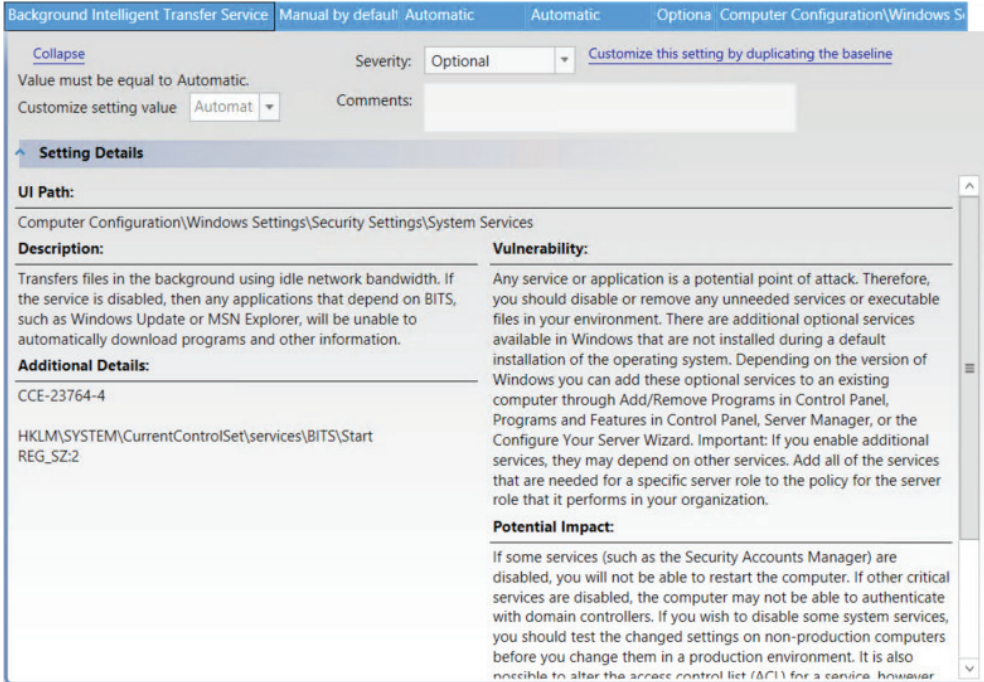 Background Intelligent Transfer Service Manual by default Automatic Automatic Optiona Computer Configuration\Windows S
Collapse
Value must be equal to Automatic.
Customize setting value Automat
Severity: Optional
Customize this setting by duplicating the baseline
Comments:
Setting Details
UI Path:
Computer Configuration\Windows Settings\Security Settings\System Services
Description:
Transfers files in the background using idle network bandwidth. If
the service is disabled, then any applications that depend on BITS,
such as Windows Update or MSN Explorer, will be unable to
automatically download programs and other information.
Additional Details:
CCE-23764-4
HKLM\SYSTEM\CurrentControlSet\services\BITS\Start
REG_SZ:2
Vulnerability:
Any service or application is a potential point of attack. Therefore,
you should disable or remove any unneeded services or executable
files in your environment. There are additional optional services
available in Windows that are not installed during a default
installation of the operating system. Depending on the version of
Windows you can add these optional services to an existing
computer through Add/Remove Programs in Control Panel,
Programs and Features in Control Panel, Server Manager, or the
Configure Your Server Wizard. Important: If you enable additional
services, they may depend on other services. Add all of the services
that are needed for a specific server role to the policy for the server
role that it performs in your organization.
Potential Impact:
If some services (such as the Security Accounts Manager) are
disabled, you will not be able to restart the computer. If other critical
services are disabled, the computer may not be able to authenticate
with domain controllers. If you wish to disable some system services,
you should test the changed settings on non-production computers
before you change them in a production environment. It is also
possible to alter the access control list (ACL) for a service, however